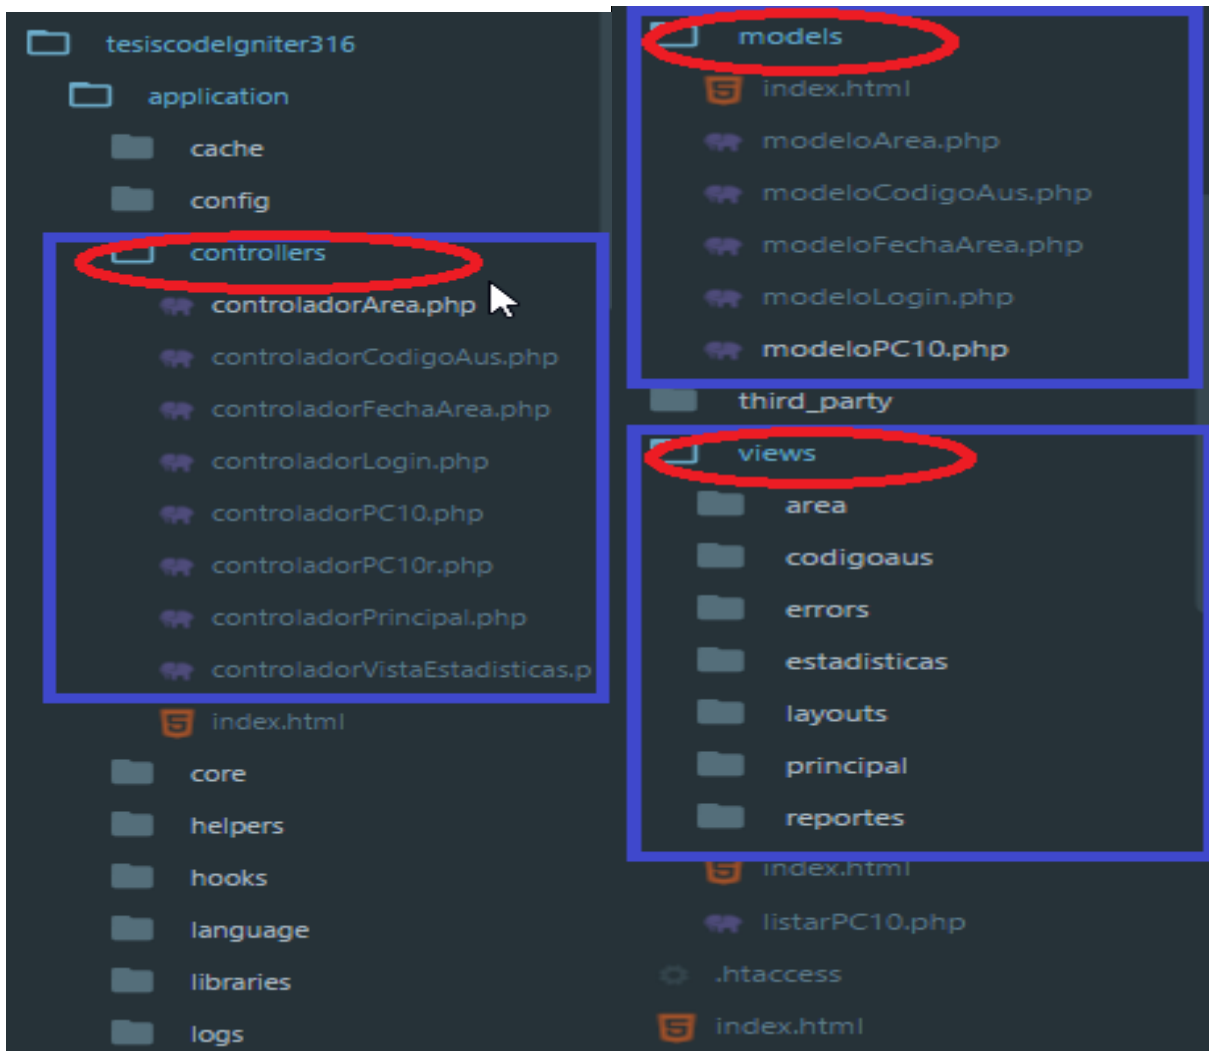 tesiscodeIgniter316
application
cache
config
controllers
controladorArea.php
controladorCodigoAus.php
controladorFechaArea.php
controladorLogin.php
controladorPC10.php
controladorPC10r.php
controladorPrincipal.php
controladorVistaEstadisticas.p
index.html
core
helpers
hooks
language
libraries
logs
models
index.html
modeloArea.php
modeloCodigoAus.php
modeloFechaArea.php
modeloLogin.php
modeloPC10.php
third_party
views
area
codigoaus
errors
estadisticas
layouts
principal
reportes
index.html
listarPC10.php
.htaccess
index.html